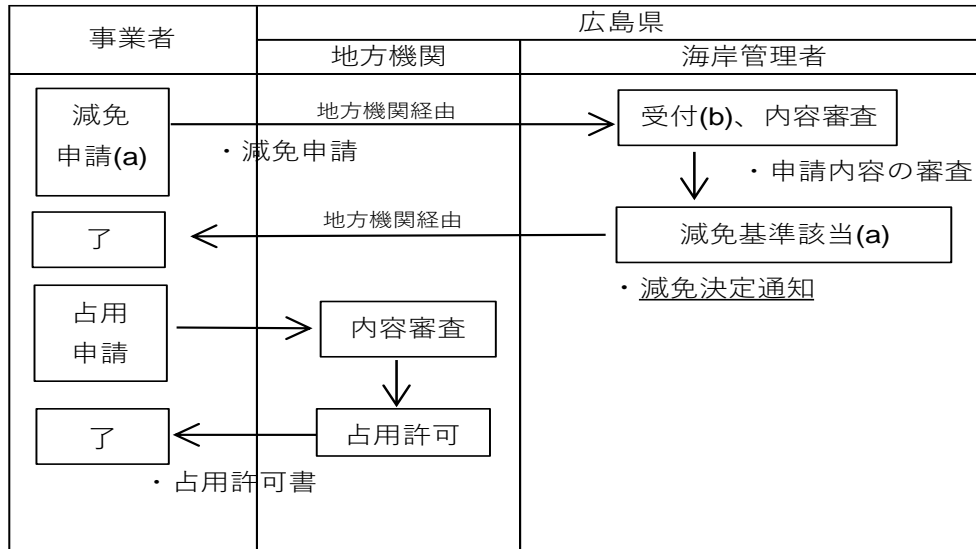 事業者
広島県
地方機関
海岸管理者
減免
申請(a)
地方機関経由
・減免申請
受付(b)、内容審査
・申請内容の審査
了
地方機関経由
減免基準該当(a)
・減免決定通知
占用
申請
内容審査
了
占用許可
・占用許可書